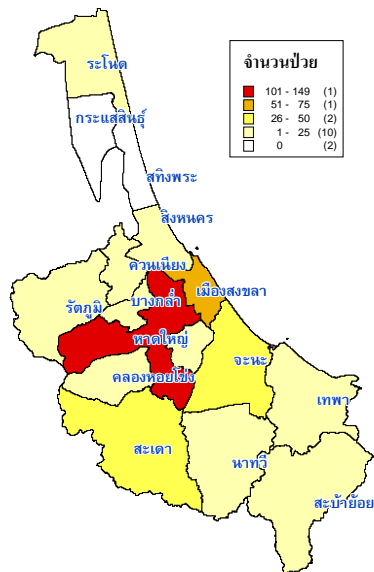 ระโนด
จำนวนป่วย
101 - 149 (1)
51 - 75 (1)
26 - 50 (2)
1 - 25 (10)
0 (2)
กระแสสินธุ์
สทิงพระ
สิงหนคร
ควนเนียง
เมืองสงขลา
บางกล่ำ
รัตภูมิ
หาดใหญ่
จะนะ
คลองหอยโข่ง
เทพา
สะเดา
นาทวี
สะบ้าย้อย